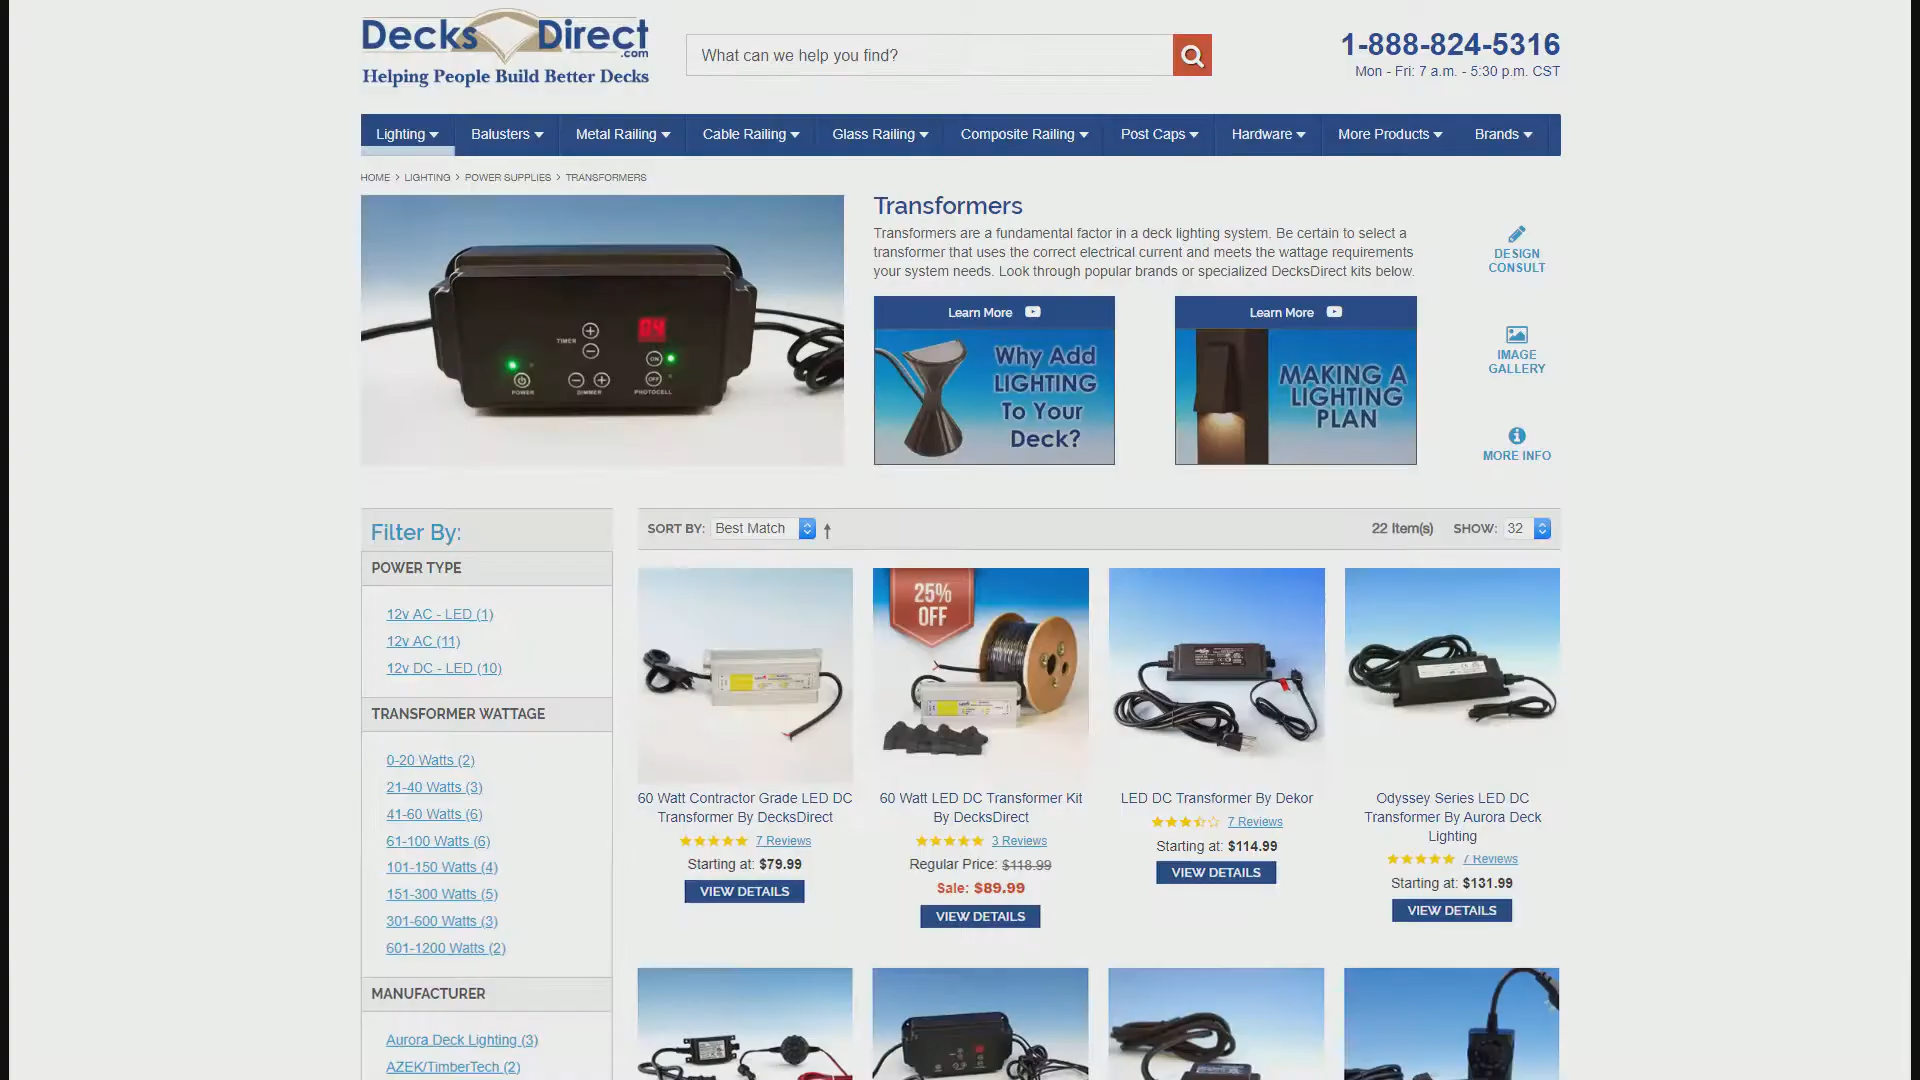 Decks Direct
.com
Helping People Build Better Decks
What can we help you find?
1-888-824-5316
Mon - Fri: 7 a.m. - 5:30 p.m. CST
Lighting Balusters Metal Railing Cable Railing Glass Railing Composite Railing Post Caps Hardware More Products Brands
HOME > LIGHTING > POWER SUPPLIES > TRANSFORMERS
TIMER
04
ON
OFF
POWER DIMMER PHOTOCELL
Transformers
Transformers are a fundamental factor in a deck lighting system. Be certain to select a
transformer that uses the correct electrical current and meets the wattage requirements
your system needs. Look through popular brands or specialized DecksDirect kits below.
Learn More
Why Add
LIGHTING
To Your
Deck?
Learn More
MAKING A
LIGHTING
PLAN
DESIGN
CONSULT
IMAGE
GALLERY
MORE INFO
Filter By:
POWER TYPE
12v AC - LED (1)
12v AC (11)
12v DC - LED (10)
TRANSFORMER WATTAGE
0-20 Watts (2)
21-40 Watts (3)
41-60 Watts (6)
61-100 Watts (6)
101-150 Watts (4)
151-300 Watts (5)
301-600 Watts (3)
601-1200 Watts (2)
MANUFACTURER
Aurora Deck Lighting (3)
AZEK/TimberTech (2)
SORT BY: Best Match
22 Item(s) SHOW: 32
60 Watt Contractor Grade LED DC
Transformer By DecksDirect
7 Reviews
Starting at: $79.99
VIEW DETAILS
25%
OFF
60 Watt LED DC Transformer Kit
By DecksDirect
3 Reviews
Regular Price: $118.99
Sale: $89.99
VIEW DETAILS
LED DC Transformer By Dekor
7 Reviews
Starting at: $114.99
VIEW DETAILS
Odyssey Series LED DC
Transformer By Aurora Deck
Lighting
7 Reviews
Starting at: $131.99
VIEW DETAILS